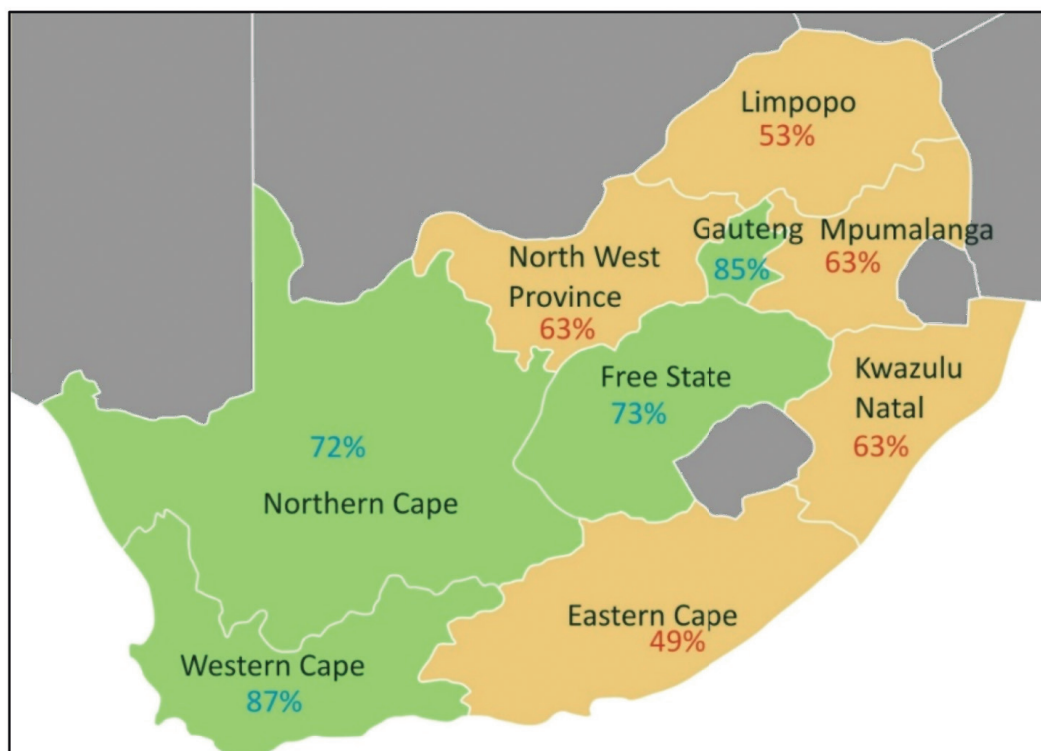 Limpopo
53%
Gauteng
85%
Mpumalanga
63%
North West
Province
63%
Free State
73%
Kwazulu
Natal
63%
72%
Northern Cape
Eastern Cape
49%
Western Cape
87%